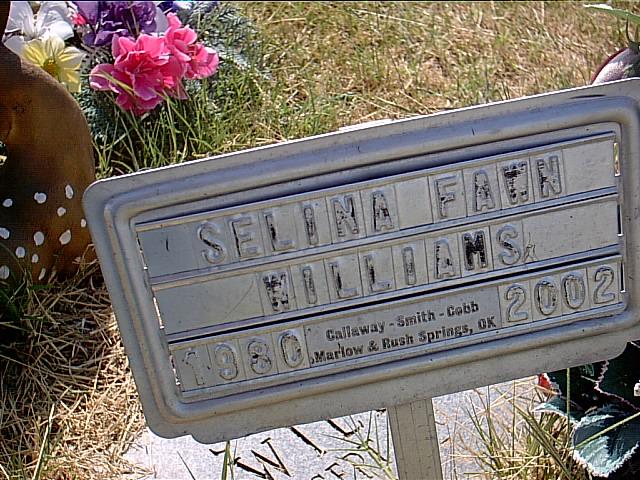 SELINA FAWN
WILLIAMS
1980 Callaway - Smith - Cobb 2002
Marlow & Rush Springs, OK